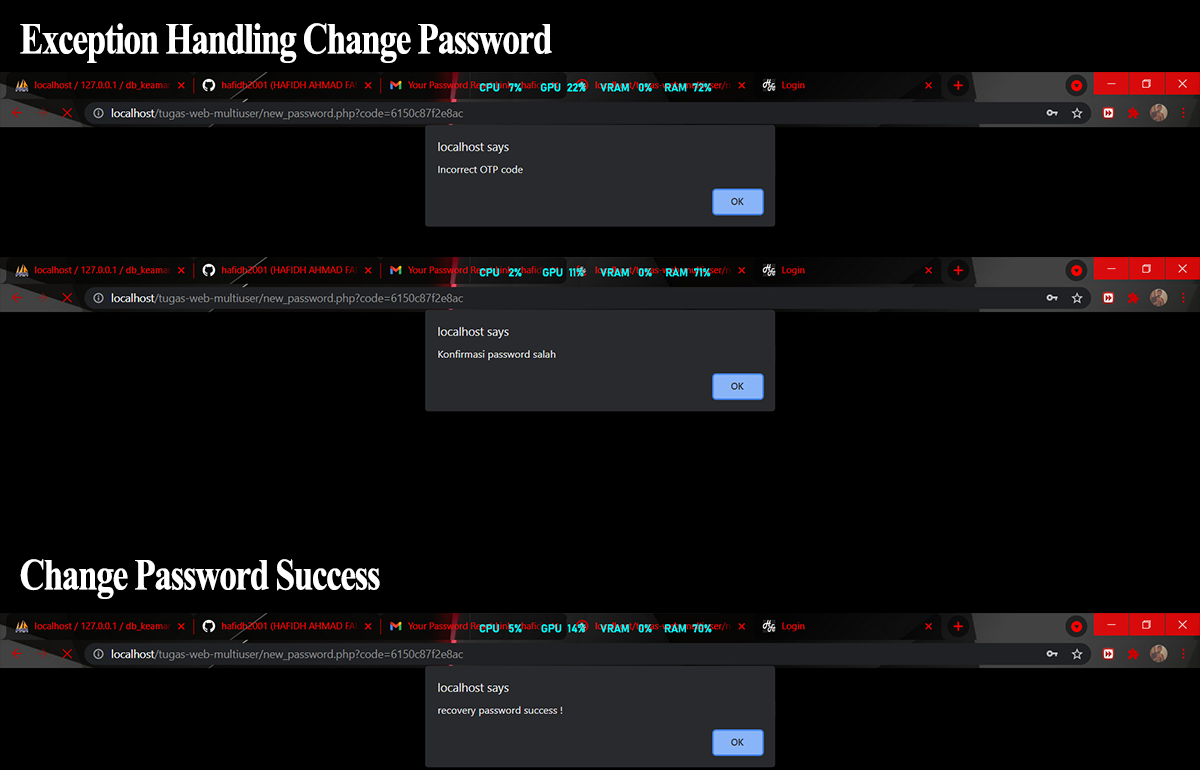 Exception Handling Change Password
localhost / 127.0.0.1 / db_keama
hafidh2001 (HAFIDH AHMAD FA
Your Password Re
CPU 7% GPU 22% VRAM 0% RAM 72%
Login
localhost/tugas-web-multiuser/new_password.php?code=6150c87f2e8ac
localhost says
Incorrect OTP code
OK
localhost / 127.0.0.1 / db_keama
hafidh2001 (HAFIDH AHMAD FA
Your Password Re
CPU 2% GPU 11% VRAM 0% RAM 71%
Login
localhost/tugas-web-multiuser/new_password.php?code=6150c87f2e8ac
localhost says
Konfirmasi password salah
OK
Change Password Success
localhost / 127.0.0.1 / db_keama
hafidh2001 (HAFIDH AHMAD FA
Your Password Re
CPU 5% GPU 14% VRAM 0% RAM 70%
Login
localhost/tugas-web-multiuser/new_password.php?code=6150c87f2e8ac
localhost says
recovery password success !
OK